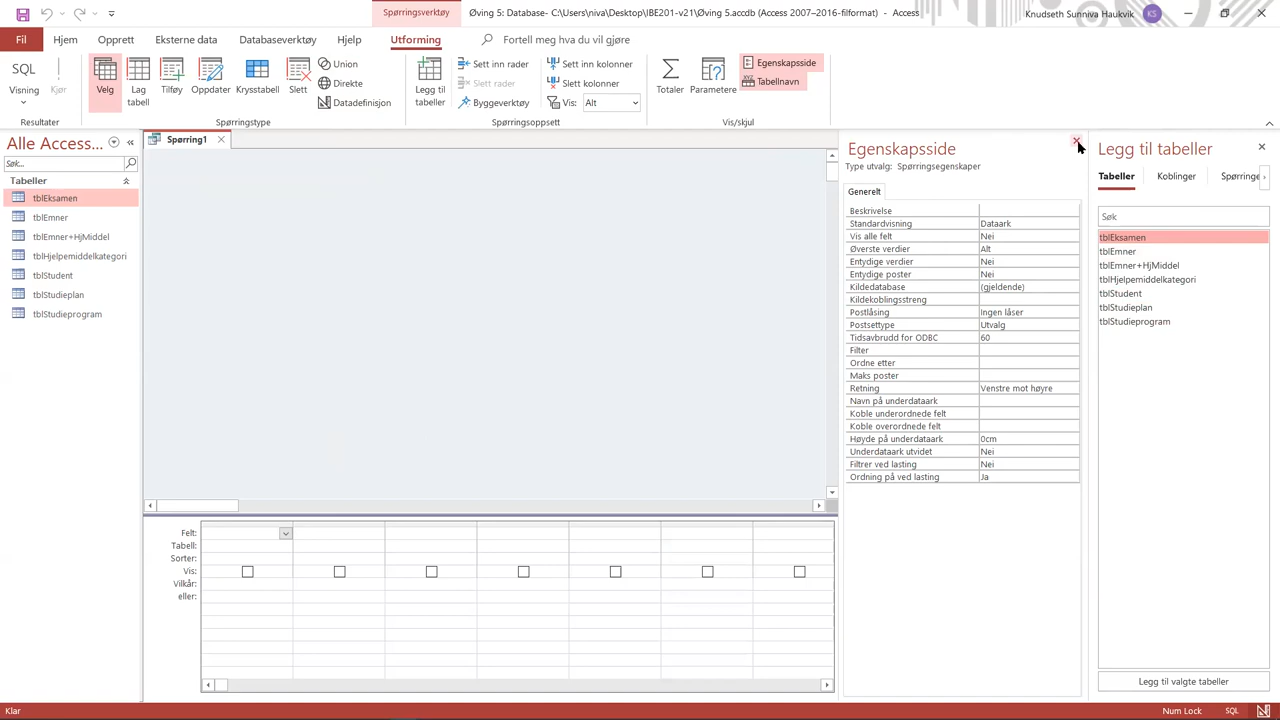 Spørringsverktøy
Øving 5: Database- C:\Users\niva\Desktop\IBE201-v21\Øving 5.accdb (Access 2007–2016-filformat) - Access
Knudseth Sunniva Haukvik
KS
Fil
Hjem
Opprett
Eksterne data
Databaseverktøy
Hjelp
Utforming
Fortell meg hva du vil gjøre
SQL
Visning
Kjør
Resultater
Velg
Lag tabell
Tilføy
Oppdater
Krysstabell
Slett
Union
Direkte
Datadefinisjon
Spørringstype
Legg til tabeller
Sett inn rader
Slett rader
Byggeverktøy
Sett inn kolonner
Slett kolonner
Vis: Alt
Spørringsoppsett
Totaler
Parametere
Egenskapsside
Tabellnavn
Vis/skjul
Alle Access...
Søk...
Tabeller
tblEksamen
tblEmner
tblEmner+HjMiddel
tblHjelpemiddelkategori
tblStudent
tblStudieplan
tblStudieprogram
Spørring1
Felt:
Tabell:
Sorter:
Vis:
Vilkår:
eller:
Egenskapsside
Type utvalg: Spørringsegenskaper
Generelt
Beskrivelse
Standardvisning Dataark
Vis alle felt Nei
Øverste verdier Alt
Entydige verdier Nei
Entydige poster Nei
Kildedatabase (gjeldende)
Kildekoblingsstreng
Postlåsing Ingen låser
Postsettype Utvalg
Tidsavbrudd for ODBC 60
Filter
Ordne etter
Maks poster
Retning Venstre mot høyre
Navn på underdataark
Koble underordnede felt
Koble overordnede felt
Høyde på underdataark 0cm
Underdataark utvidet Nei
Filtrer ved lasting Nei
Ordning på ved lasting Ja
Legg til tabeller
Tabeller
Koblinger
Spørringe
Søk
tblEksamen
tblEmner
tblEmner+HjMiddel
tblHjelpemiddelkategori
tblStudent
tblStudieplan
tblStudieprogram
Legg til valgte tabeller
Klar
Num Lock
SQL